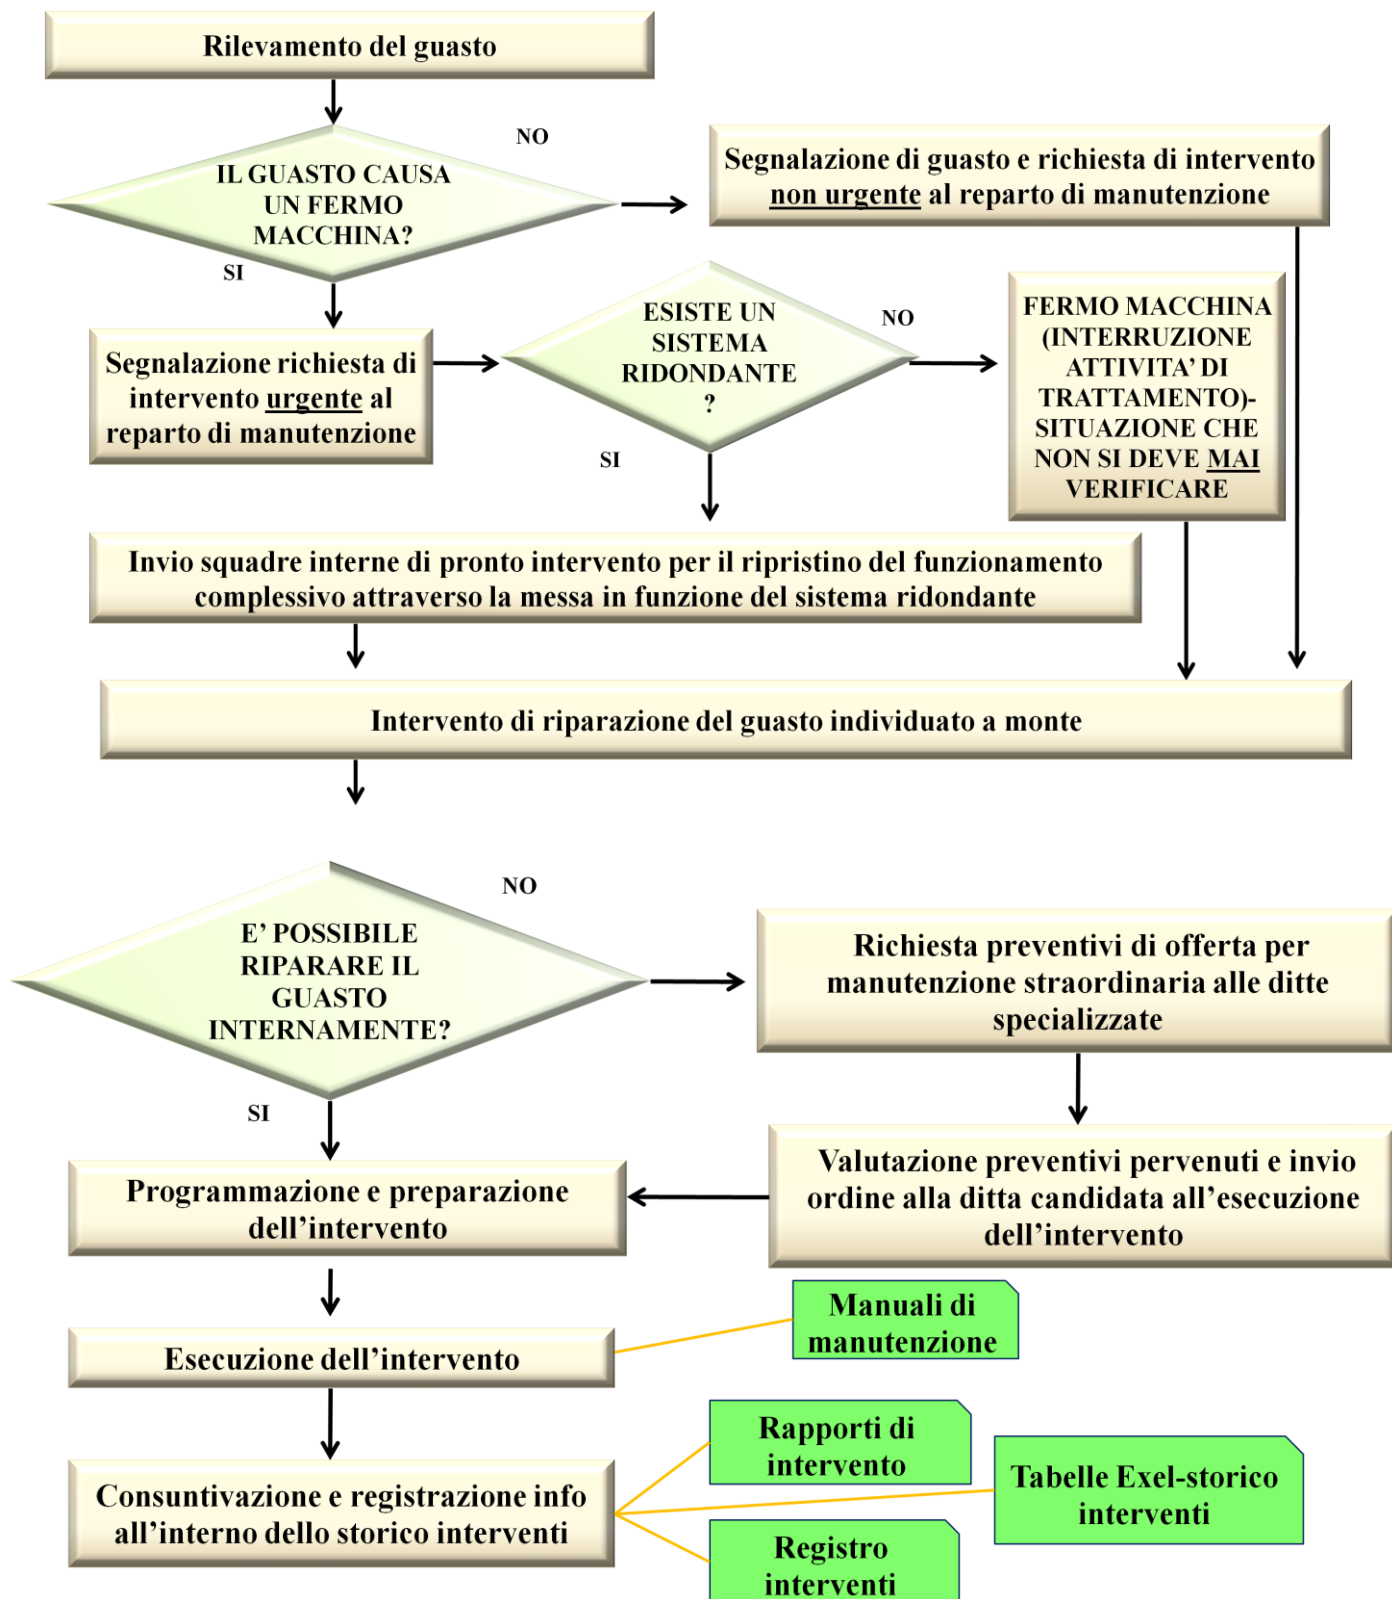 Rilevamento del guasto
NO
IL GUASTO CAUSA
UN FERMO
MACCHINA?
SI
Segnalazione di guasto e richiesta di intervento
non urgente al reparto di manutenzione
Segnalazione richiesta di
intervento urgente al
reparto di manutenzione
ESISTE UN
SISTEMA
RIDONDANTE
?
NO
SI
FERMO MACCHINA
(INTERRUZIONE
ATTIVITA’ DI
TRATTAMENTO)-
SITUAZIONE CHE
NON SI DEVE MAI
VERIFICARE
Invio squadre interne di pronto intervento per il ripristino del funzionamento
complessivo attraverso la messa in funzione del sistema ridondante
Intervento di riparazione del guasto individuato a monte
NO
E’ POSSIBILE
RIPARARE IL
GUASTO
INTERNAMENTE?
SI
Richiesta preventivi di offerta per
manutenzione straordinaria alle ditte
specializzate
Valutazione preventivi pervenuti e invio
ordine alla ditta candidata all’esecuzione
dell’intervento
Programmazione e preparazione
dell’intervento
Manuali di
manutenzione
Esecuzione dell’intervento
Rapporti di
intervento
Tabelle Exel-storico
interventi
Consuntivazione e registrazione info
all’interno dello storico interventi
Registro
interventi